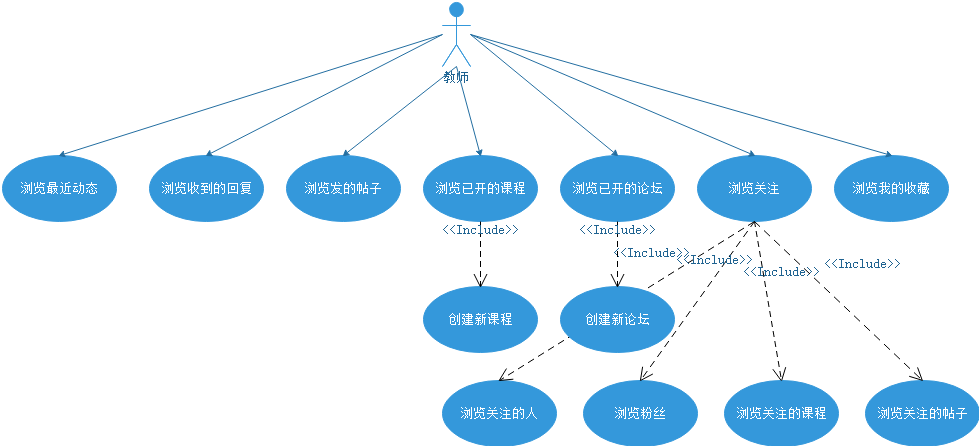 教师
浏览最近动态
浏览收到的回复
浏览发的帖子
浏览已开的课程
浏览已开的论坛
浏览关注
浏览我的收藏
<<Include>>
<<Include>>
<<Include>>
<<Include>>
<<Include>>
<<Include>>
创建新课程
创建新论坛
浏览关注的人
浏览粉丝
浏览关注的课程
浏览关注的帖子